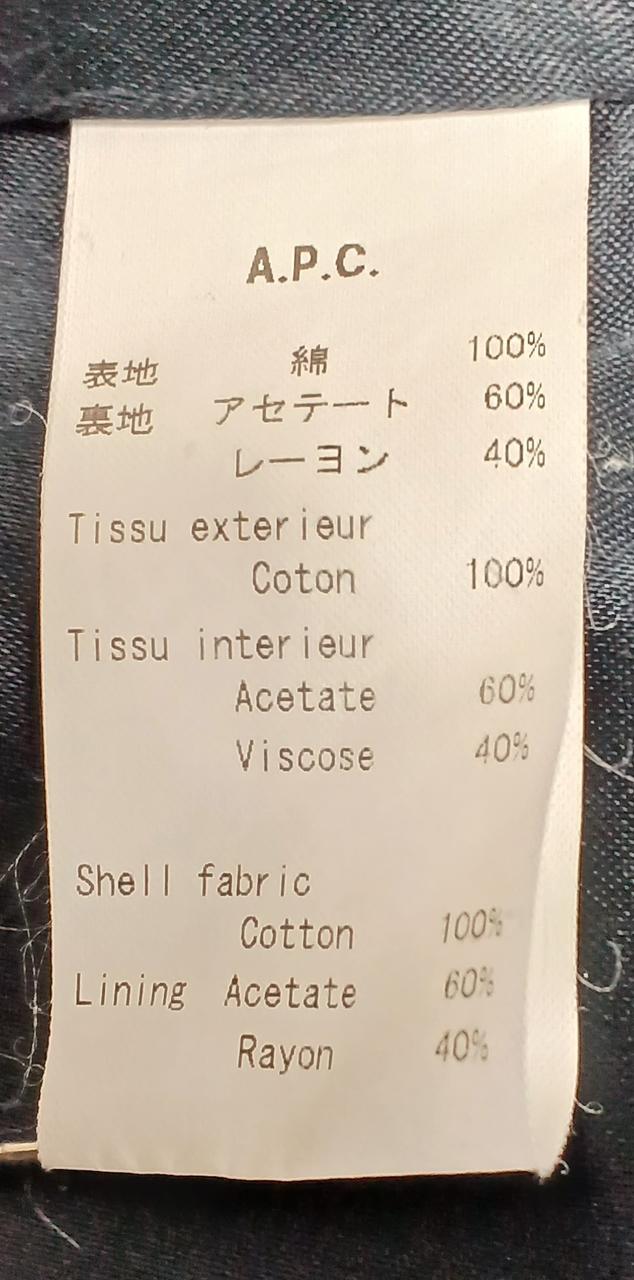 A.P.C.
表地 綿 100%
裏地 アセテート 60%
レーヨン 40%
Tissu exterieur
Coton 100%
Tissu interieur
Acetate 60%
Viscose 40%
Shell fabric
Cotton 100%
Lining Acetate 60%
Rayon 40%